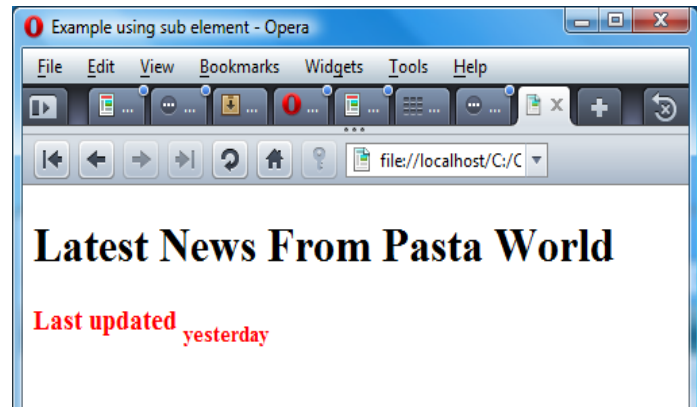 Example using sub element - Opera
File Edit View Bookmarks Widgets Tools Help
... ... ... ... ... ... ...
file://localhost/C:/C
Latest News From Pasta World
Last updated yesterday